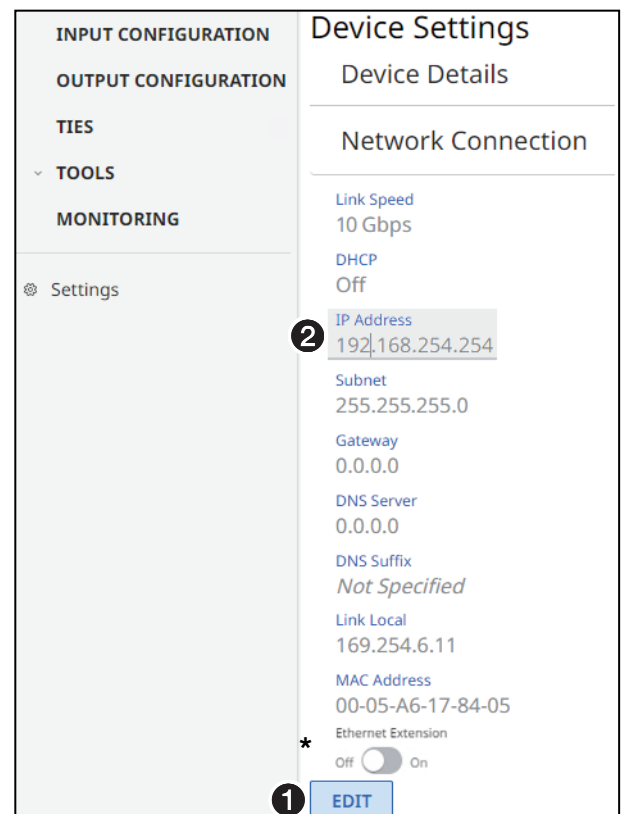 INPUT CONFIGURATION
OUTPUT CONFIGURATION
TIES
TOOLS
MONITORING
Settings
Device Settings
Device Details
Network Connection
Link Speed
10 Gbps
DHCP
Off
2
IP Address
192.168.254.254
Subnet
255.255.255.0
Gateway
0.0.0.0
DNS Server
0.0.0.0
DNS Suffix
Not Specified
Link Local
169.254.6.11
MAC Address
00-05-A6-17-84-05
Ethernet Extension
* Off On
1 EDIT